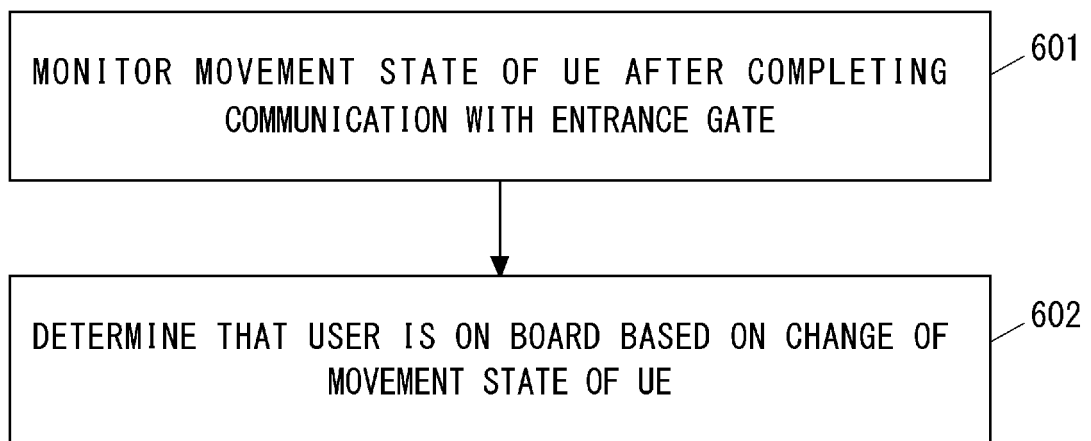 MONITOR MOVEMENT STATE OF UE AFTER COMPLETING
COMMUNICATION WITH ENTRANCE GATE
601
DETERMINE THAT USER IS ON BOARD BASED ON CHANGE OF
MOVEMENT STATE OF UE
602